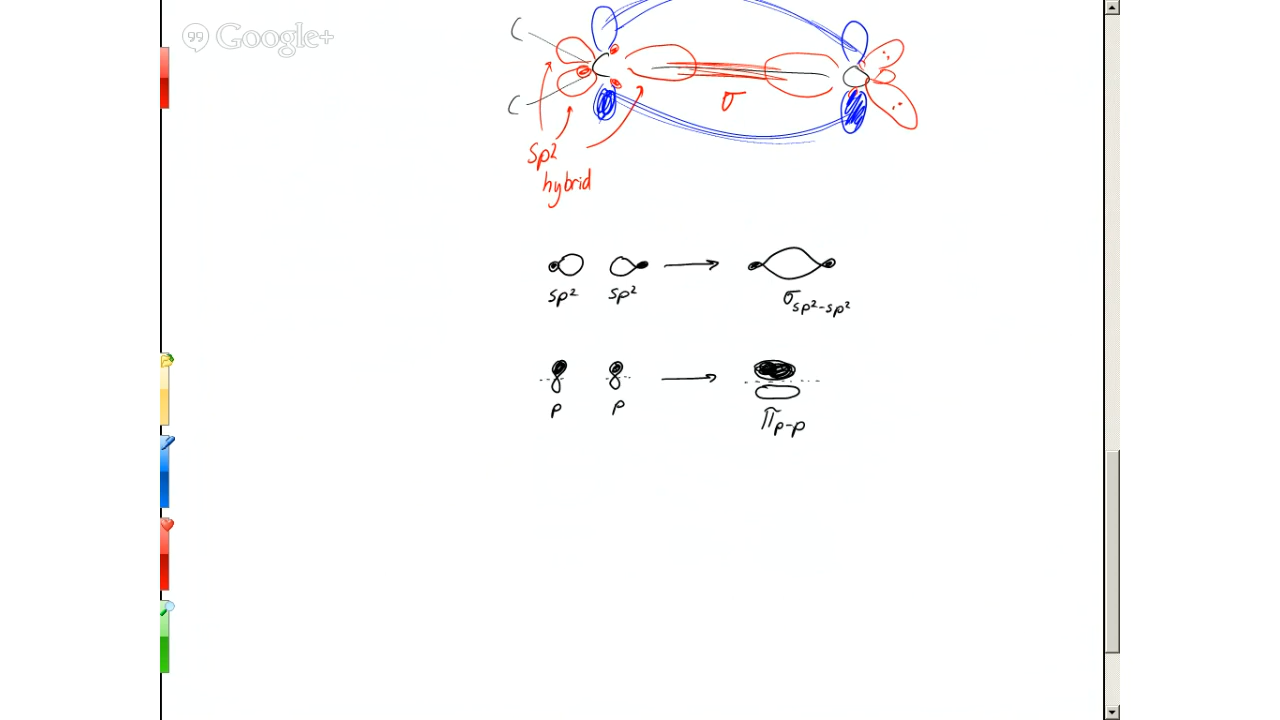 Google+
C
C
σ
sp²
hybrid
sp² sp² σsp²-sp²
p p πp-p